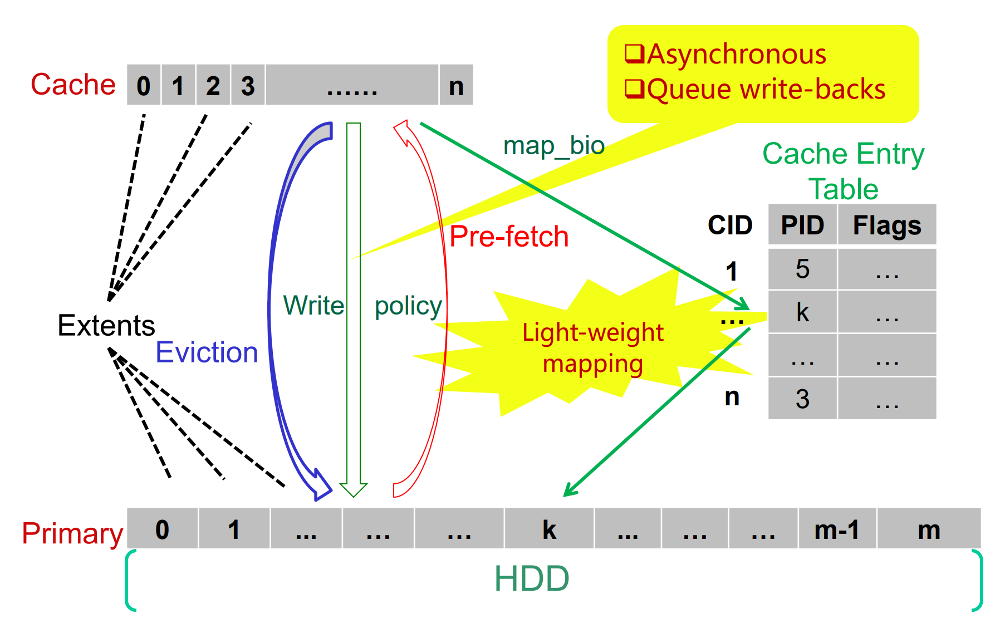 ❑Asynchronous
❑Queue write-backs
Cache 0 1 2 3 …… n
map_bio
Cache Entry
Table
CID PID Flags
1 5 …
... k …
… …
n 3 …
Pre-fetch
Write policy
Light-weight
mapping
Extents
Eviction
Primary 0 1 ... … … k ... … … m-1 m
HDD